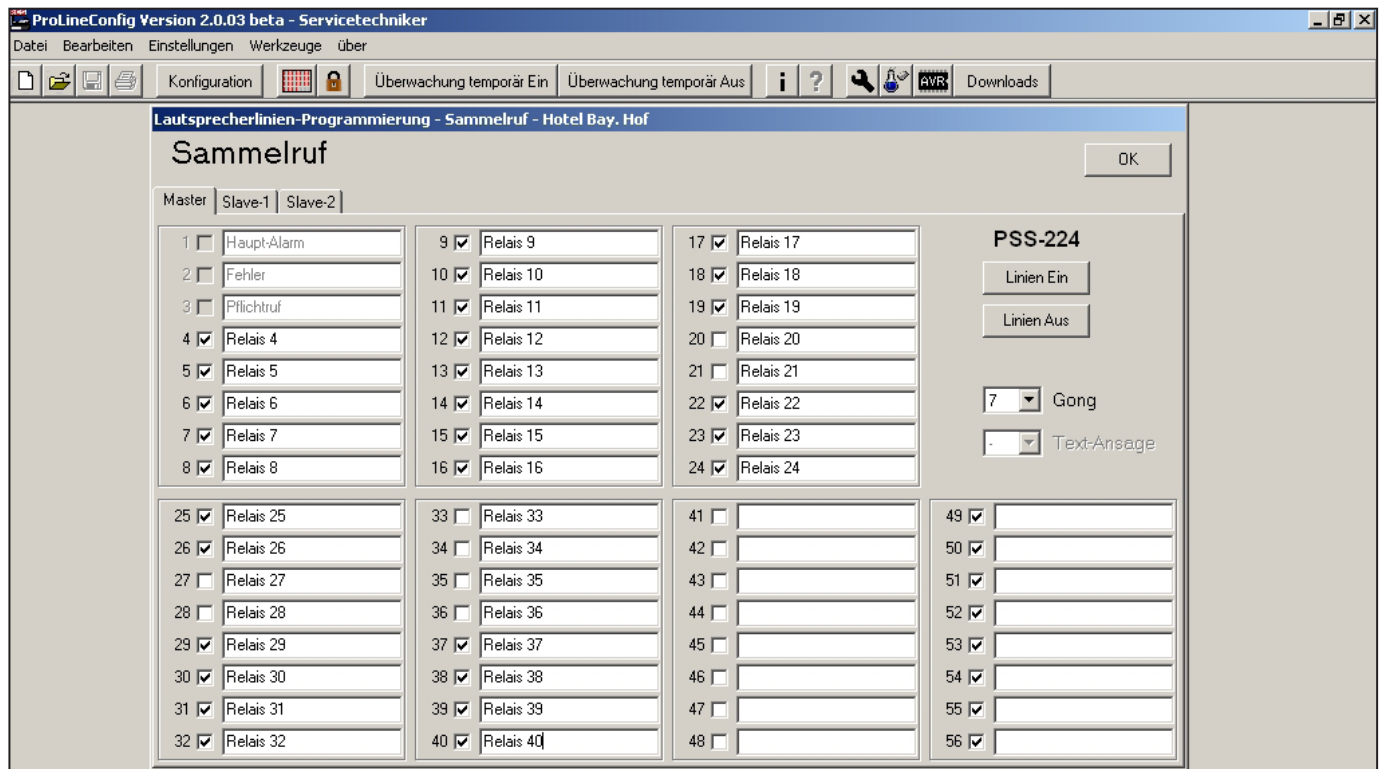 ProLineConfig Version 2.0.03 beta - Servicetechniker
Datei Bearbeiten Einstellungen Werkzeuge über
Konfiguration Überwachung temporär Ein Überwachung temporär Aus i ? AVR Downloads
Lautsprecherlinien-Programmierung - Sammelruf - Hotel Bay. Hof
Sammelruf
OK
Master Slave-1 Slave-2
1 Haupt-Alarm
2 Fehler
3 Pflichtruf
4 Relais 4
5 Relais 5
6 Relais 6
7 Relais 7
8 Relais 8
9 Relais 9
10 Relais 10
11 Relais 11
12 Relais 12
13 Relais 13
14 Relais 14
15 Relais 15
16 Relais 16
17 Relais 17
18 Relais 18
19 Relais 19
20 Relais 20
21 Relais 21
22 Relais 22
23 Relais 23
24 Relais 24
PSS-224
Linien Ein
Linien Aus
7 Gong
- Text-Ansage
25 Relais 25
26 Relais 26
27 Relais 27
28 Relais 28
29 Relais 29
30 Relais 30
31 Relais 31
32 Relais 32
33 Relais 33
34 Relais 34
35 Relais 35
36 Relais 36
37 Relais 37
38 Relais 38
39 Relais 39
40 Relais 40
41
42
43
44
45
46
47
48
49
50
51
52
53
54
55
56